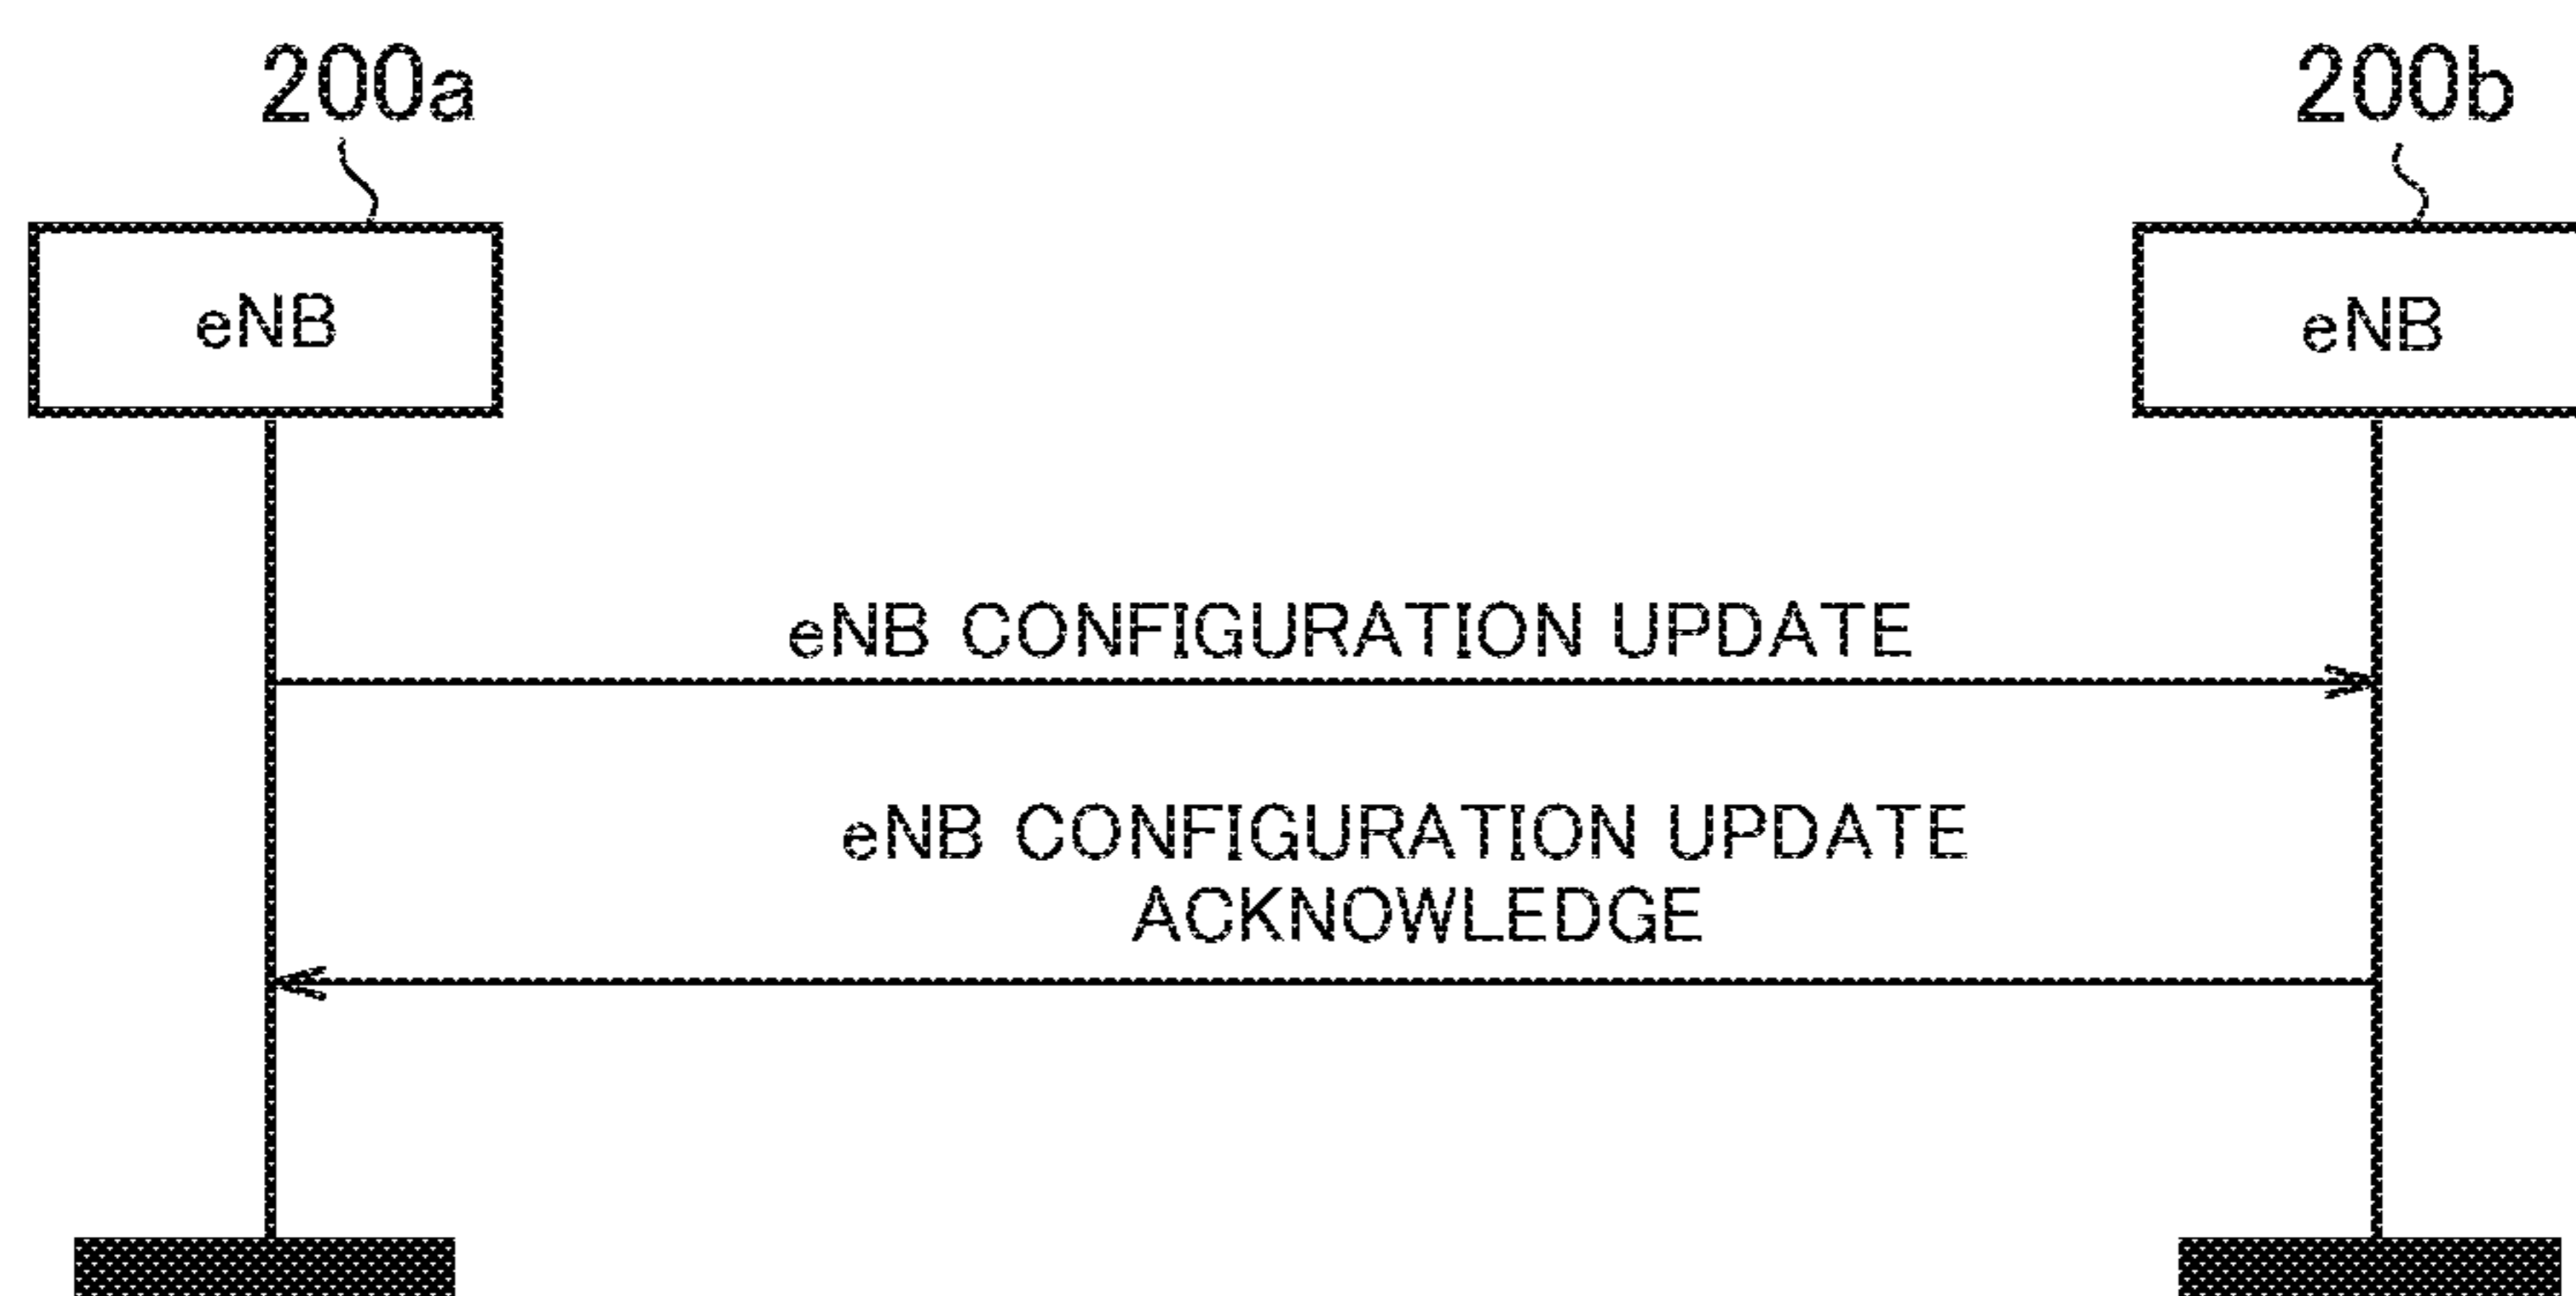 200a
200b
eNB
eNB
eNB CONFIGURATION UPDATE
eNB CONFIGURATION UPDATE
ACKNOWLEDGE